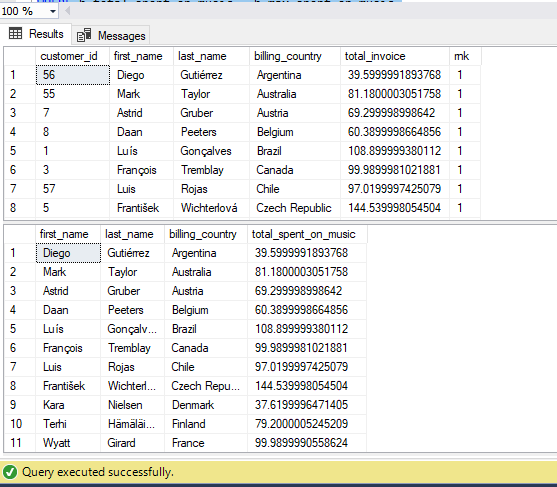 100 %
Results Messages
customer_id first_name last_name billing_country total_invoice rnk
1 56 Diego Gutiérrez Argentina 39.5999991893768 1
2 55 Mark Taylor Australia 81.1800003051758 1
3 7 Astrid Gruber Austria 69.299998998642 1
4 8 Daan Peeters Belgium 60.3899998664856 1
5 1 Luís Gonçalves Brazil 108.899999380112 1
6 3 François Tremblay Canada 99.9899981021881 1
7 57 Luis Rojas Chile 97.0199997425079 1
8 5 František Wichterlová Czech Republic 144.539998054504 1
first_name last_name billing_country total_spent_on_music
1 Diego Gutiérrez Argentina 39.5999991893768
2 Mark Taylor Australia 81.1800003051758
3 Astrid Gruber Austria 69.299998998642
4 Daan Peeters Belgium 60.3899998664856
5 Luís Gonçalv... Brazil 108.899999380112
6 François Tremblay Canada 99.9899981021881
7 Luis Rojas Chile 97.0199997425079
8 František Wichterl... Czech Repu... 144.539998054504
9 Kara Nielsen Denmark 37.6199996471405
10 Terhi Hämäläi... Finland 79.2000005245209
11 Wyatt Girard France 99.9899990558624
Query executed successfully.